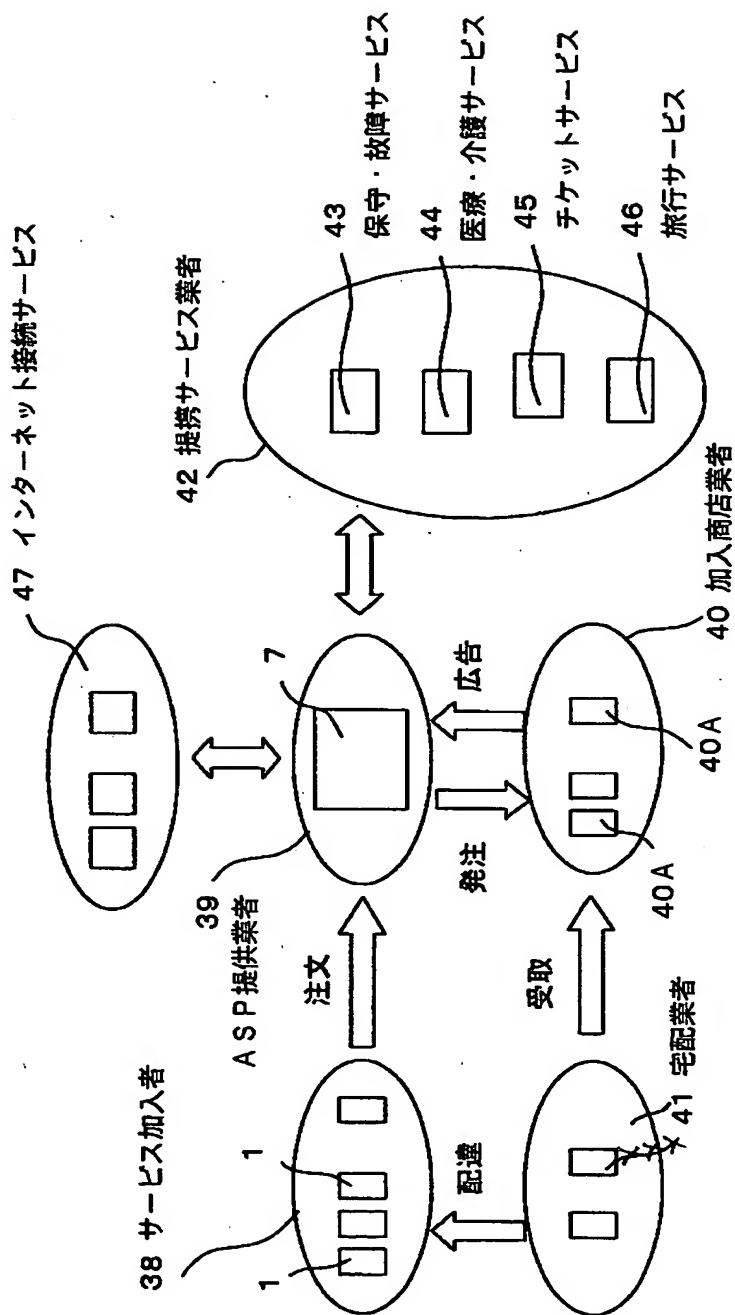 47 インターネット接続サービス
38 サービス加入者
1
1
注文
39
ASP提供業者
7
42 提携サービス業者
43
保守・故障サービス
44
医療・介護サービス
45
チケットサービス
46
旅行サービス
配違
発注
広告
41 宅配業者
受取
40A
40A
40 加入商店業者